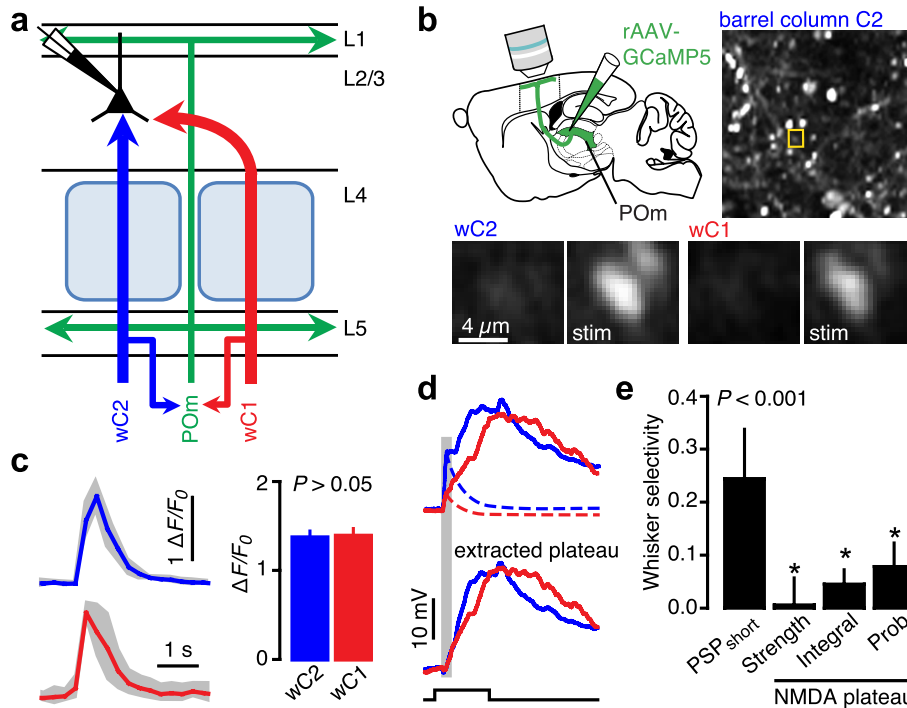 a
L1
L2/3
L4
L5
wC2
POm
wC1
b
rAAV-
GCaMP5
POm
barrel column C2
wC2
wC1
4 µm
stim
stim
c
1 ΔF/F0
1 s
P > 0.05
ΔF/F0
2
1
0
wC2
wC1
d
extracted plateau
10 mV
e
P < 0.001
Whisker selectivity
0.4
0.3
0.2
0.1
0.0
*
*
*
PSPshort
Strength
Integral
Prob
NMDA plateau